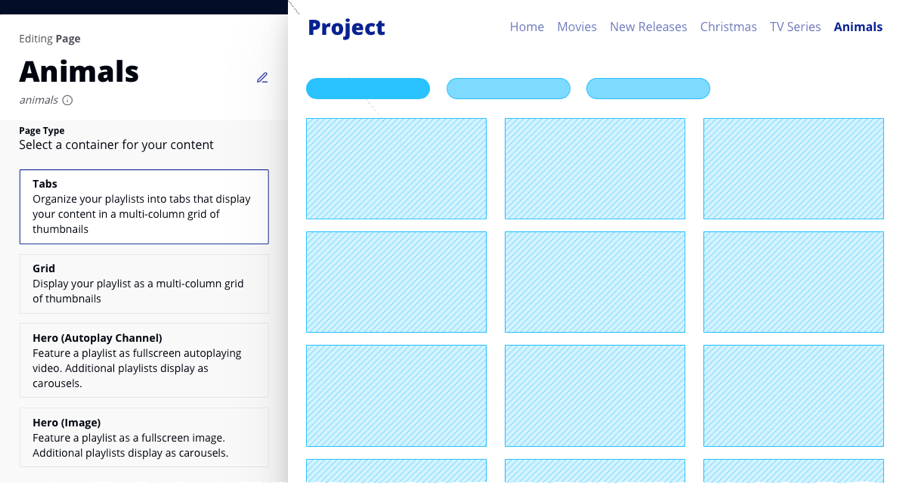 Editing Page
Animals
animals
Page Type
Select a container for your content
Tabs
Organize your playlists into tabs that display
your content in a multi-column grid of
thumbnails
Grid
Display your playlist as a multi-column grid
of thumbnails
Hero (Autoplay Channel)
Feature a playlist as fullscreen autoplaying
video. Additional playlists display as
carousels.
Hero (Image)
Feature a playlist as a fullscreen image.
Additional playlists display as carousels.
Project
Home Movies New Releases Christmas TV Series Animals